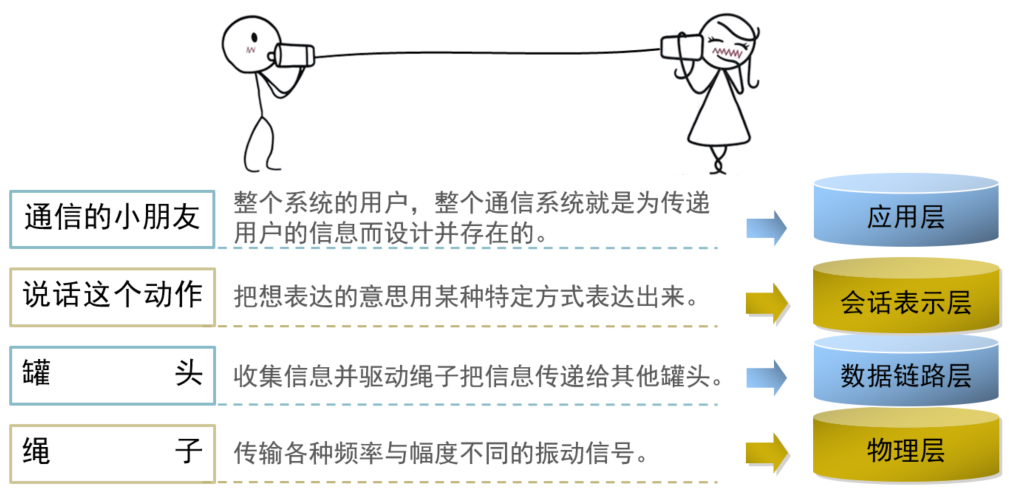 通信的小朋友
整个系统的用户，整个通信系统就是为传递
用户的信息而设计并存在的。
应用层
说话这个动作
把想表达的意思用某种特定方式表达出来。
会话表示层
罐 头
收集信息并驱动绳子把信息传递给其他罐头。
数据链路层
绳 子
传输各种频率与幅度不同的振动信号。
物理层